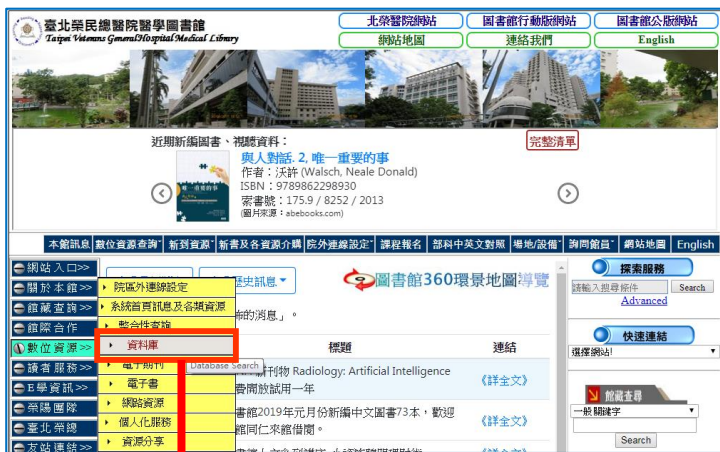 臺北榮民總醫院醫學圖書館
Taipei Veterans General Hospital Medical Library
北榮醫院網站
圖書館行動版網站
圖書館公版網站
網站地圖
連絡我們
English
近期新編圖書、視聽資料：
完整清單
與人對話. 2, 唯一重要的事
作者：沃許 (Walsch, Neale Donald)
ISBN：9789862298930
索書號：175.9 / 8252 / 2013
(圖片來源：abebooks.com)
本館訊息 數位資源查詢 新到資源 新書及各資源介購 院外連線設定 課程報名 部科中英文對照 場地/設備 詢問館員 網站地圖 English
網站入口>>
關於本館>>
館藏查詢>>
館際合作
數位資源>>
讀者服務>>
E學資訊>>
榮陽團隊
臺北榮總
友站連結>>
院區外連線設定
系統首頁訊息及各類資源
整合性查詢
資料庫
電子期刊
電子書
網路資源
個人化服務
資源分享
Database Search
歷史訊息
圖書館360環景地圖導覽
佈的消息」。
標題
連結
刊物 Radiology: Artificial Intelligence
費開放試用一年
《詳全文》
書館2019年元月份新編中文圖書73本，歡迎
館同仁來館借閱。
《詳全文》
探索服務
請輸入搜尋條件
Search
Advanced
快速連結
選擇網站!
館藏查尋
一般關鍵字
Search